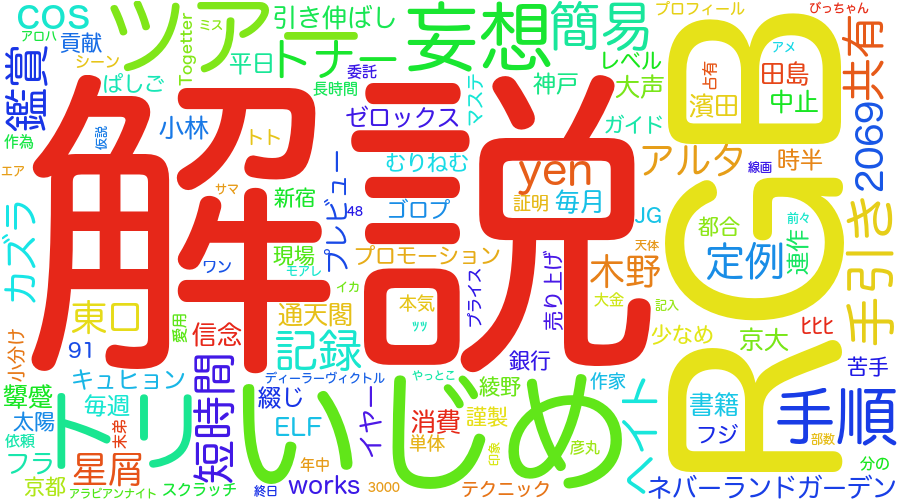 COS
アロハ
貢献
シーン
ツアー
Togetter
ミス
引き伸ばし
妄想
簡易
プロフィール
ぴっちゃん
鑑賞
ぱしご
平日
トナー
委託
長時間
マステ
神戸
レベル
大声
占有
アメ
田島
共有
濱田
中止
作為
仮説
小林
トト
ゼロックス
ガイド
2069
エア
解説
RGB
むりねむ
yen
アルタ
線画
時半
カズラ
サマ
新宿
プレビュー
48
ゴロプ
証明
毎月
JG
都合
連作
前々
手引き
現場
ワン
モアレ
プロモーション
天体
木野
定例
東口
愛用
通天閣
イカ
本気
プライス
売り上げ
大金
記入
小分け
91
信念
記録
ッッ
少なめ
京大
ヒヒヒ
銀行
苦手
顰蹙
キュヒョン
短時間
ディーラーヴィクトル
やっとこ
綾野
作家
太陽
毎週
末弟
トリ
綴じ
イヤー
いじめ
消費
謹製
ヘイト
書籍
手順
依頼
ELF
単体
フジ
部数
フラ
星屑
印象
彦丸
分の
京都
年中
アラビアンナイト
スクラッチ
終日
works
3000
テクニック
ネバーランドガーデン